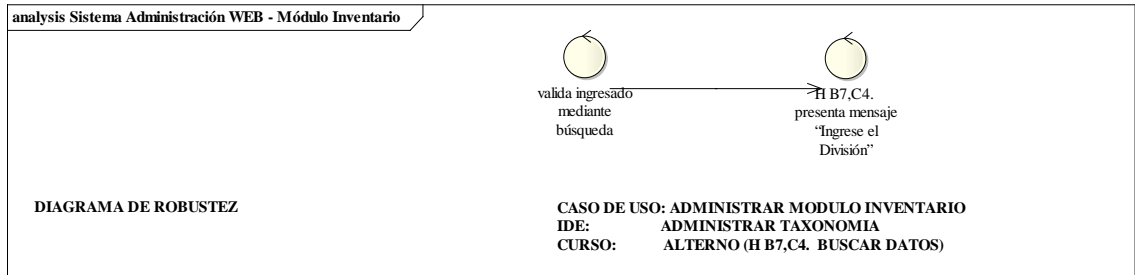 analysis Sistema Administración WEB - Módulo Inventario
valida ingresado
mediante
búsqueda
H B7,C4.
presenta mensaje
“Ingrese el
División”
DIAGRAMA DE ROBUSTEZ
CASO DE USO: ADMINISTRAR MODULO INVENTARIO
IDE: ADMINISTRAR TAXONOMIA
CURSO: ALTERNO (H B7,C4. BUSCAR DATOS)